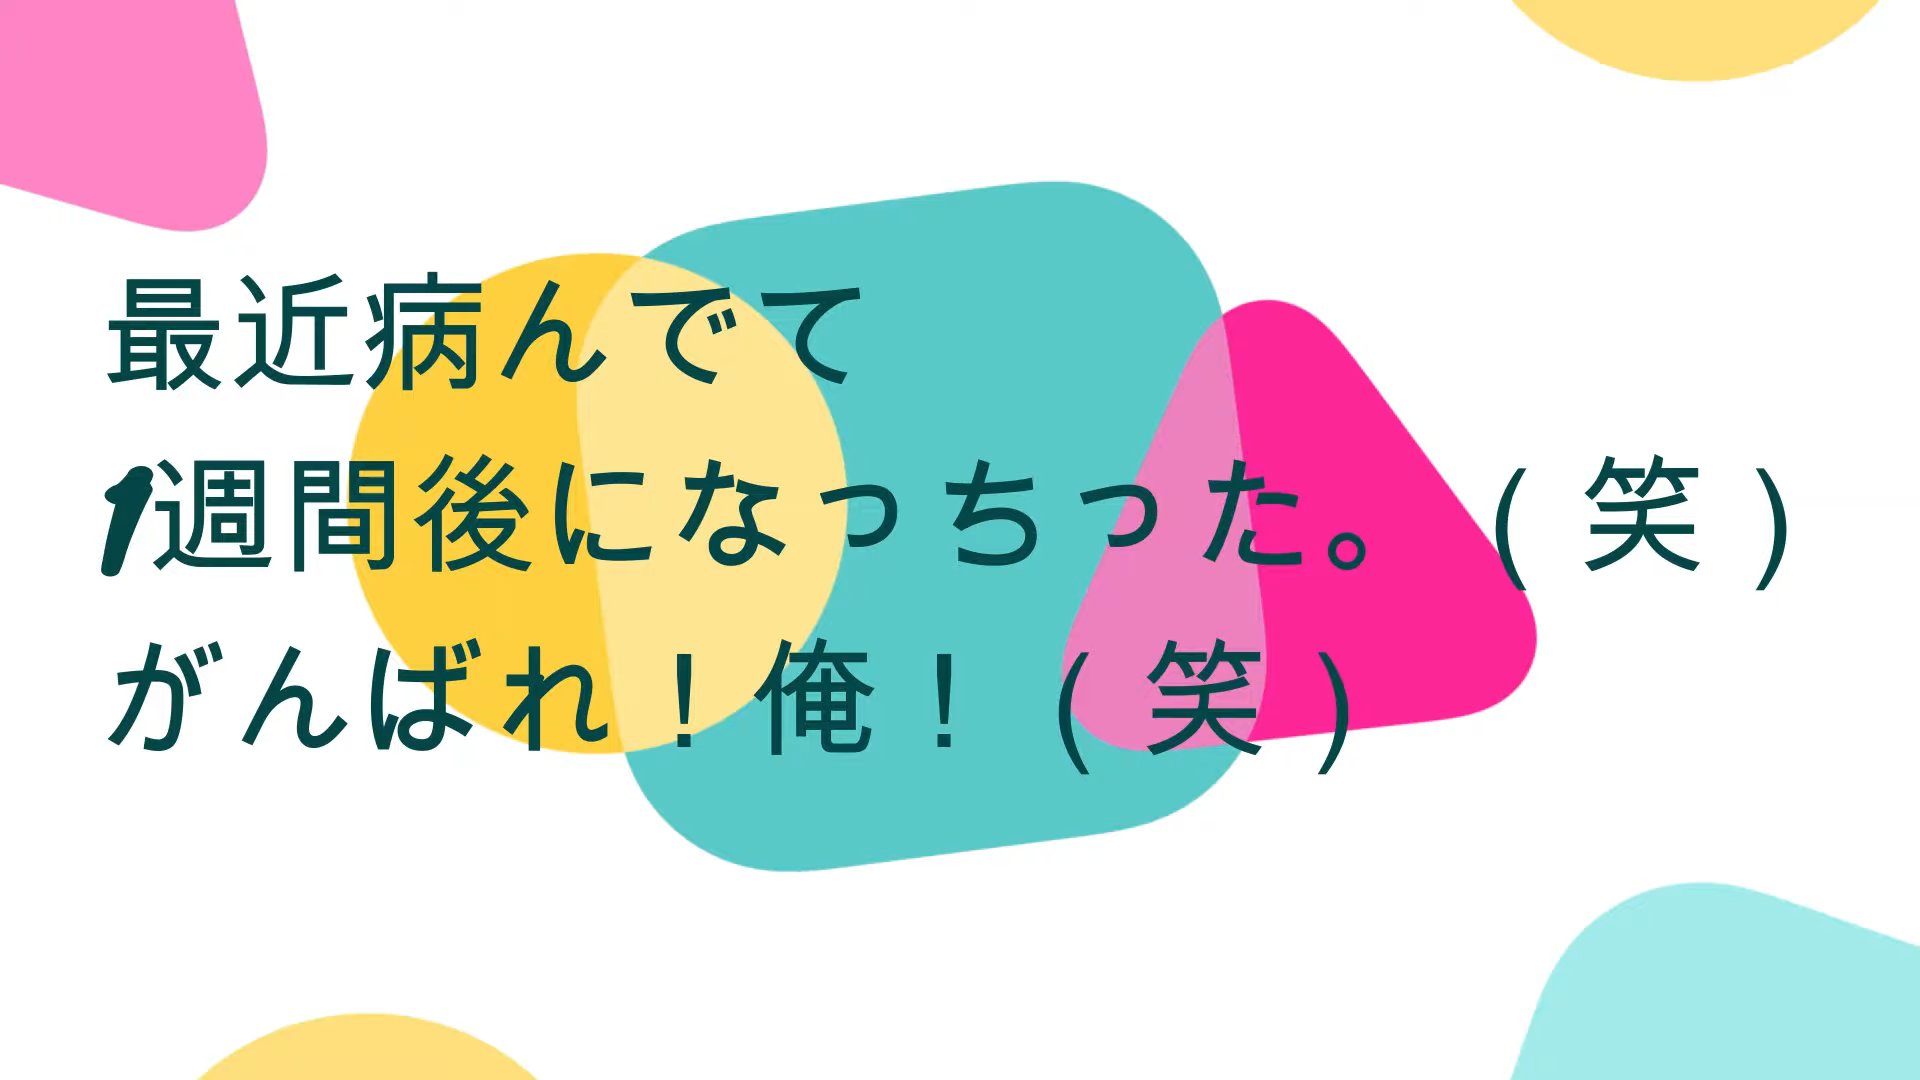 最近病んでて
1週間後になっちった。（笑）
がんばれ！俺！（笑）